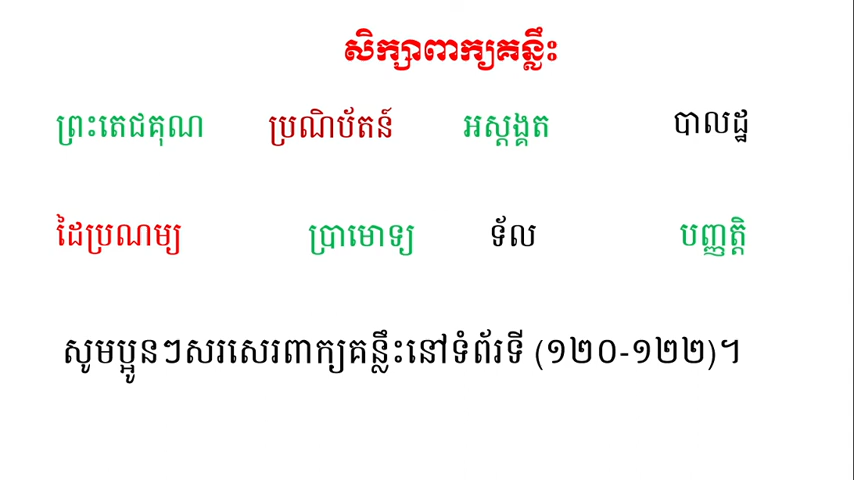 សិក្សាពាក្យគន្លឹះ
ព្រះតេជគុណ ប្រណិប័តន៍ អស្តង្គត បាលដ្ឋ
ដៃប្រណម្យ ប្រាមោទ្យ ទ័ល បញ្ញត្តិ
សូមប្អូនៗសរសេរពាក្យគន្លឹះនៅទំព័រទី (១២០-១២២)។